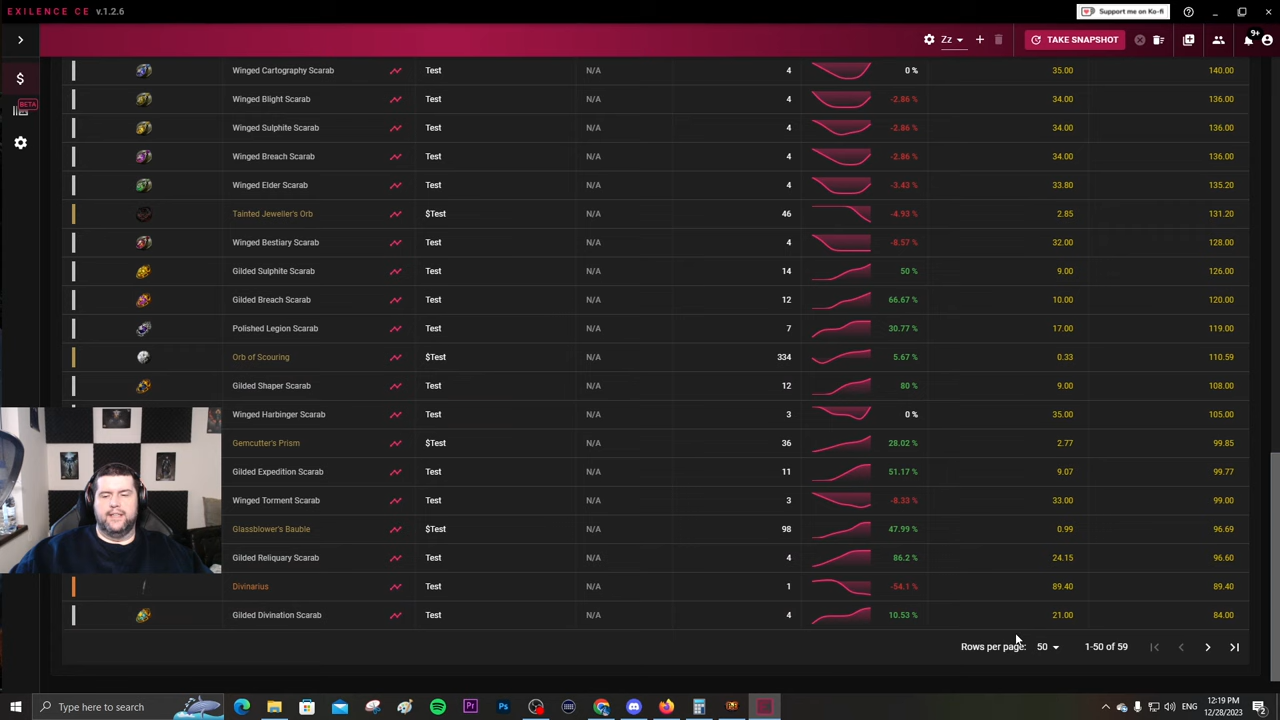 EXILENCE CE v.1.2.6
Support me on Ko-fi
Zz
TAKE SNAPSHOT
9+
BETA
Winged Cartography Scarab Test N/A 4 0 % 35.00 140.00
Winged Blight Scarab Test N/A 4 -2.86 % 34.00 136.00
Winged Sulphite Scarab Test N/A 4 -2.86 % 34.00 136.00
Winged Breach Scarab Test N/A 4 -2.86 % 34.00 136.00
Winged Elder Scarab Test N/A 4 -3.43 % 33.80 135.20
Tainted Jeweller's Orb $Test N/A 46 -4.93 % 2.85 131.20
Winged Bestiary Scarab Test N/A 4 -8.57 % 32.00 128.00
Gilded Sulphite Scarab Test N/A 14 50 % 9.00 126.00
Gilded Breach Scarab Test N/A 12 66.67 % 10.00 120.00
Polished Legion Scarab Test N/A 7 30.77 % 17.00 119.00
Orb of Scouring $Test N/A 334 5.67 % 0.33 110.59
Gilded Shaper Scarab Test N/A 12 80 % 9.00 108.00
Winged Harbinger Scarab Test N/A 3 0 % 35.00 105.00
Gemcutter's Prism $Test N/A 36 28.02 % 2.77 99.85
Gilded Expedition Scarab Test N/A 11 51.17 % 9.07 99.77
Winged Torment Scarab Test N/A 3 -8.33 % 33.00 99.00
Glassblower's Bauble $Test N/A 98 47.99 % 0.99 96.69
Gilded Reliquary Scarab Test N/A 4 86.2 % 24.15 96.60
Divinarius Test N/A 1 -54.1 % 89.40 89.40
Gilded Divination Scarab Test N/A 4 10.53 % 21.00 84.00
Rows per page: 50 1-50 of 59
Type here to search
Pr
Ps
12:19 PM
12/28/2023
2